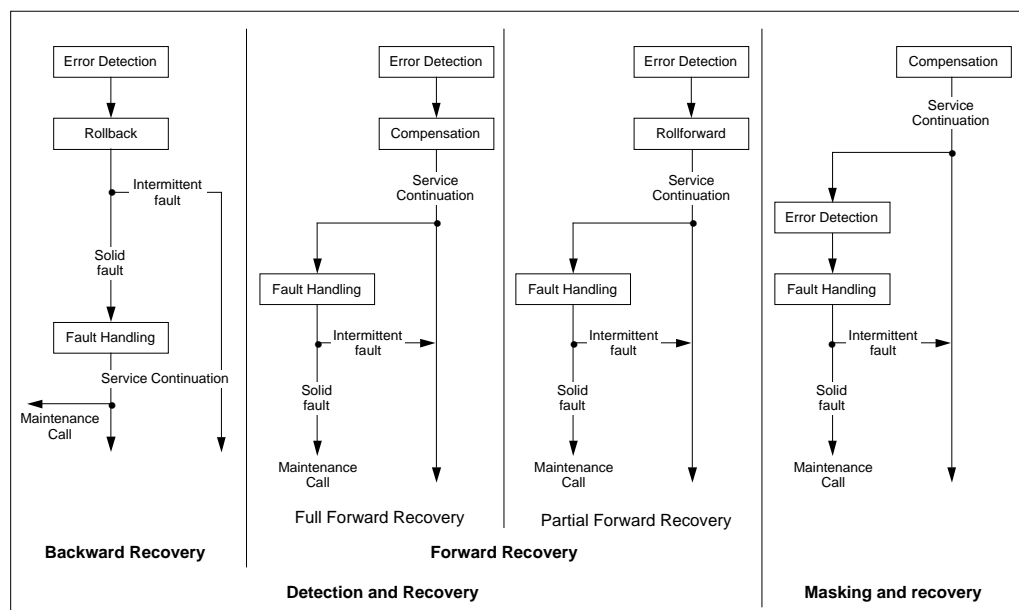 Error Detection
Rollback
Intermittent
fault
Solid
fault
Fault Handling
Service Continuation
Maintenance
Call
Backward Recovery
Error Detection
Compensation
Service
Continuation
Fault Handling
Intermittent
fault
Solid
fault
Maintenance
Call
Full Forward Recovery
Error Detection
Rollforward
Service
Continuation
Fault Handling
Intermittent
fault
Solid
fault
Maintenance
Call
Partial Forward Recovery
Forward Recovery
Detection and Recovery
Compensation
Service
Continuation
Error Detection
Fault Handling
Intermittent
fault
Solid
fault
Maintenance
Call
Masking and recovery